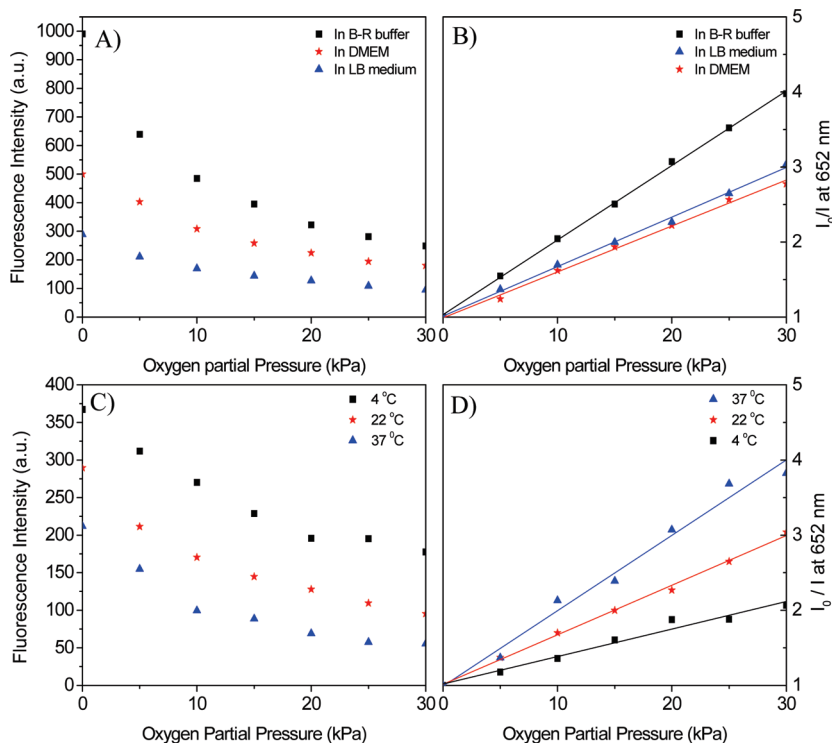 A)
In B-R buffer
In DMEM
In LB medium
Fluorescence Intensity (a.u.)
1000
900
800
700
600
500
400
300
200
100
0
0 10 20 30
Oxygen partial Pressure (kPa)
B)
In B-R buffer
In LB medium
In DMEM
5
4
3
2
1
I₀/I at 652 nm
0 10 20 30
Oxygen partial Pressure (kPa)
C)
4 °C
22 °C
37 °C
Fluorescence Intensity (a.u.)
400
350
300
250
200
150
100
50
0
0 10 20 30
Oxygen Partial Pressure (kPa)
D)
37 °C
22 °C
4 °C
5
4
3
2
1
I₀ / I at 652 nm
0 10 20 30
Oxygen Partial Pressure (kPa)